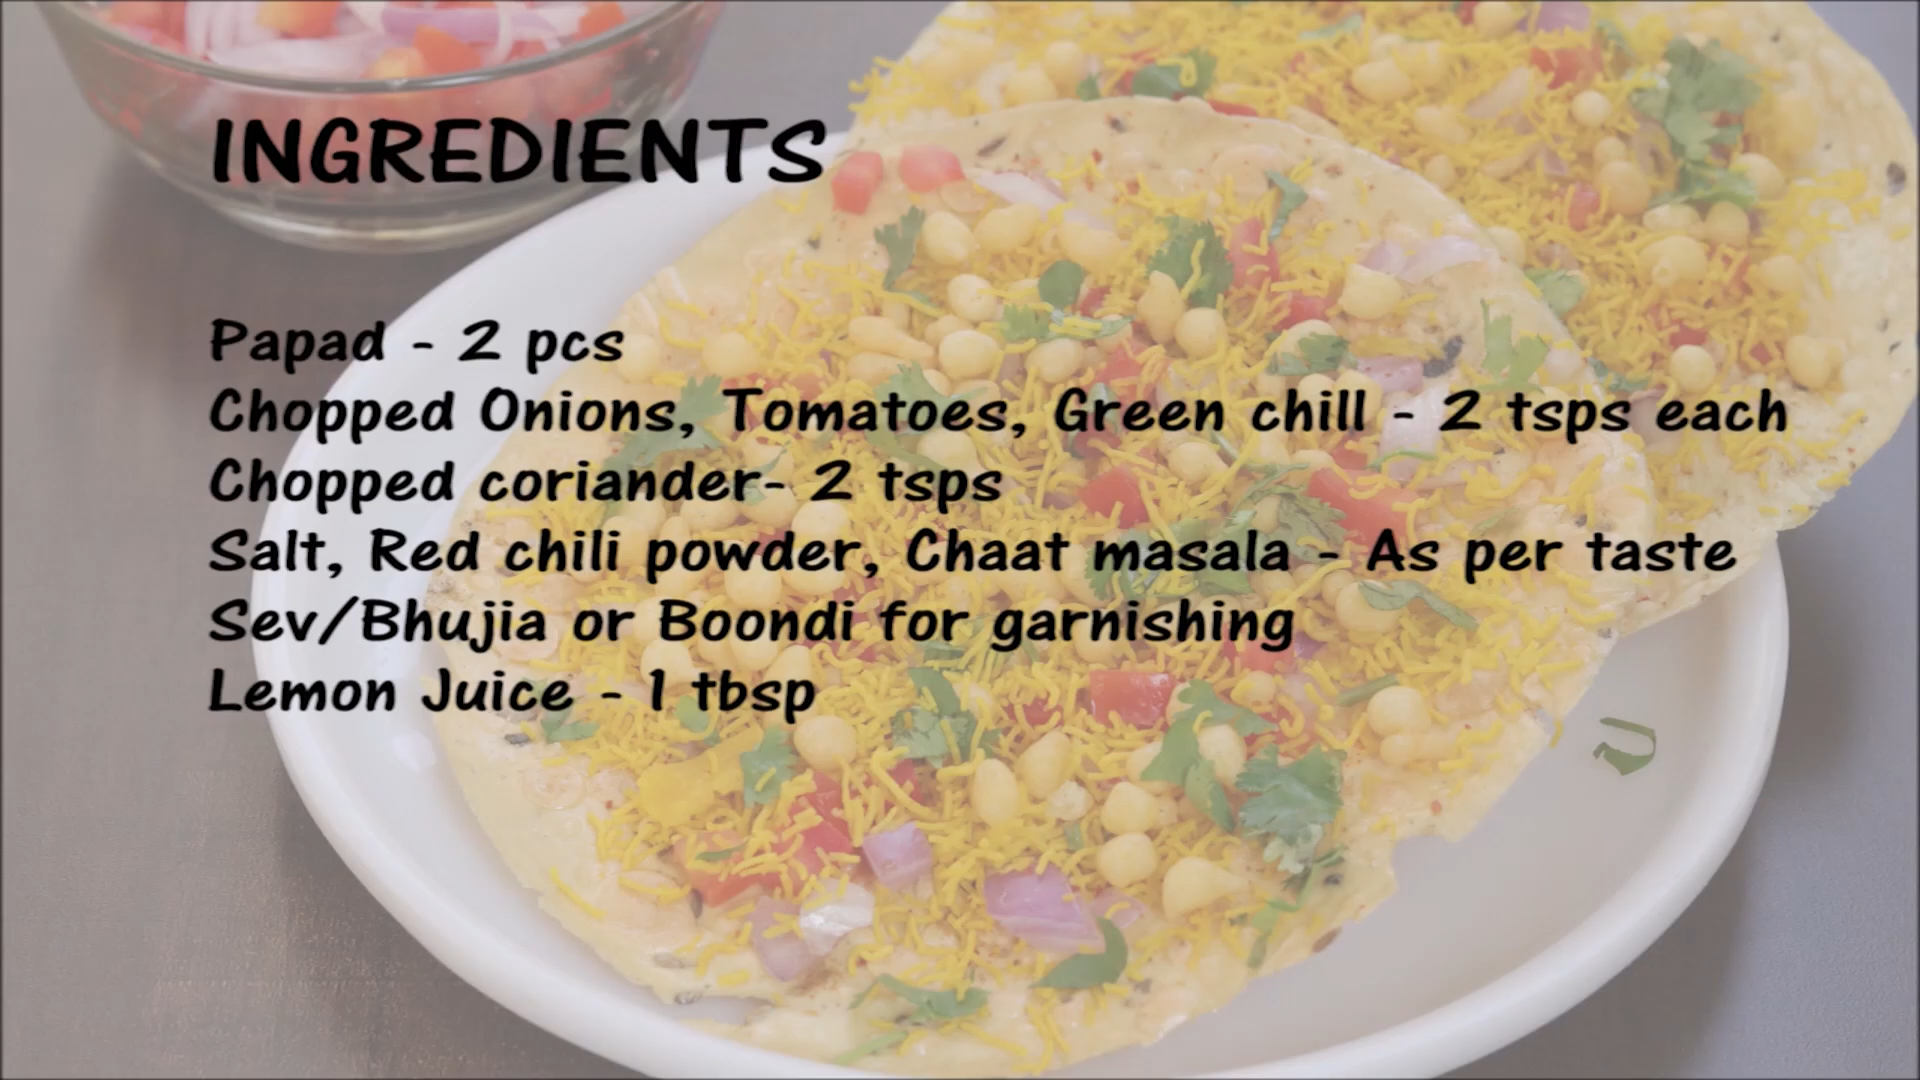 INGREDIENTS
Papad - 2 pcs
Chopped Onions, Tomatoes, Green chill - 2 tsps each
Chopped coriander- 2 tsps
Salt, Red chili powder, Chaat masala - As per taste
Sev/Bhujia or Boondi for garnishing
Lemon Juice - 1 tbsp